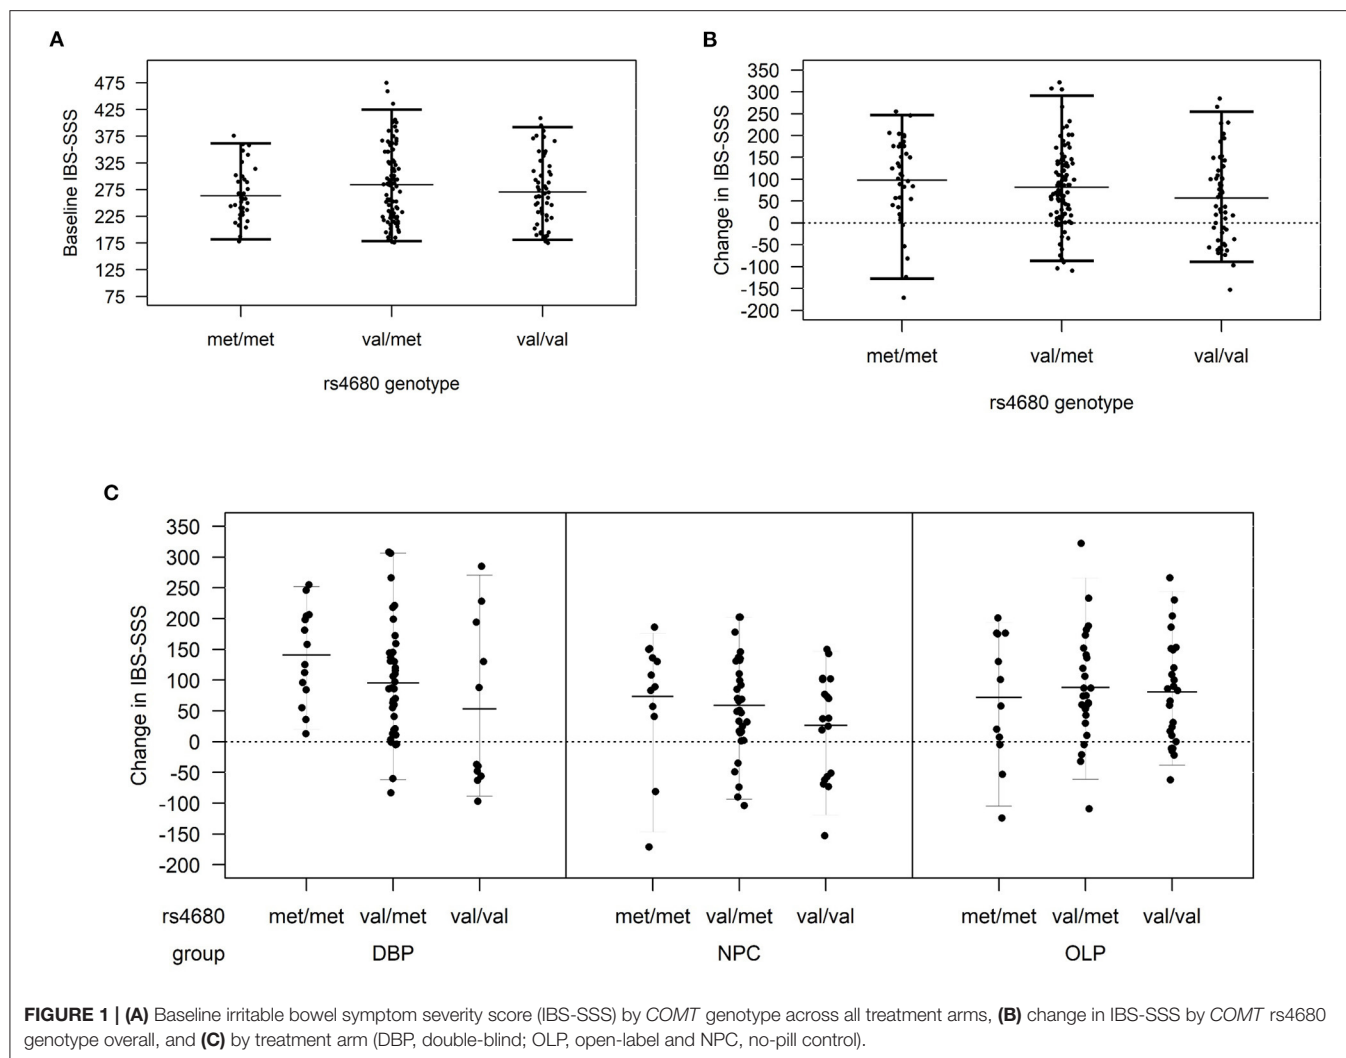 A
Baseline IBS-SSS
475
425
375
325
275
225
175
125
75
met/met val/met val/val
rs4680 genotype
B
Change in IBS-SSS
350
300
250
200
150
100
50
0
-50
-100
-150
-200
met/met val/met val/val
rs4680 genotype
C
Change in IBS-SSS
350
300
250
200
150
100
50
0
-50
-100
-150
-200
rs4680 met/met val/met val/val met/met val/met val/val met/met val/met val/val
group DBP NPC OLP
FIGURE 1 | (A) Baseline irritable bowel symptom severity score (IBS-SSS) by COMT genotype across all treatment arms, (B) change in IBS-SSS by COMT rs4680
genotype overall, and (C) by treatment arm (DBP, double-blind; OLP, open-label and NPC, no-pill control).